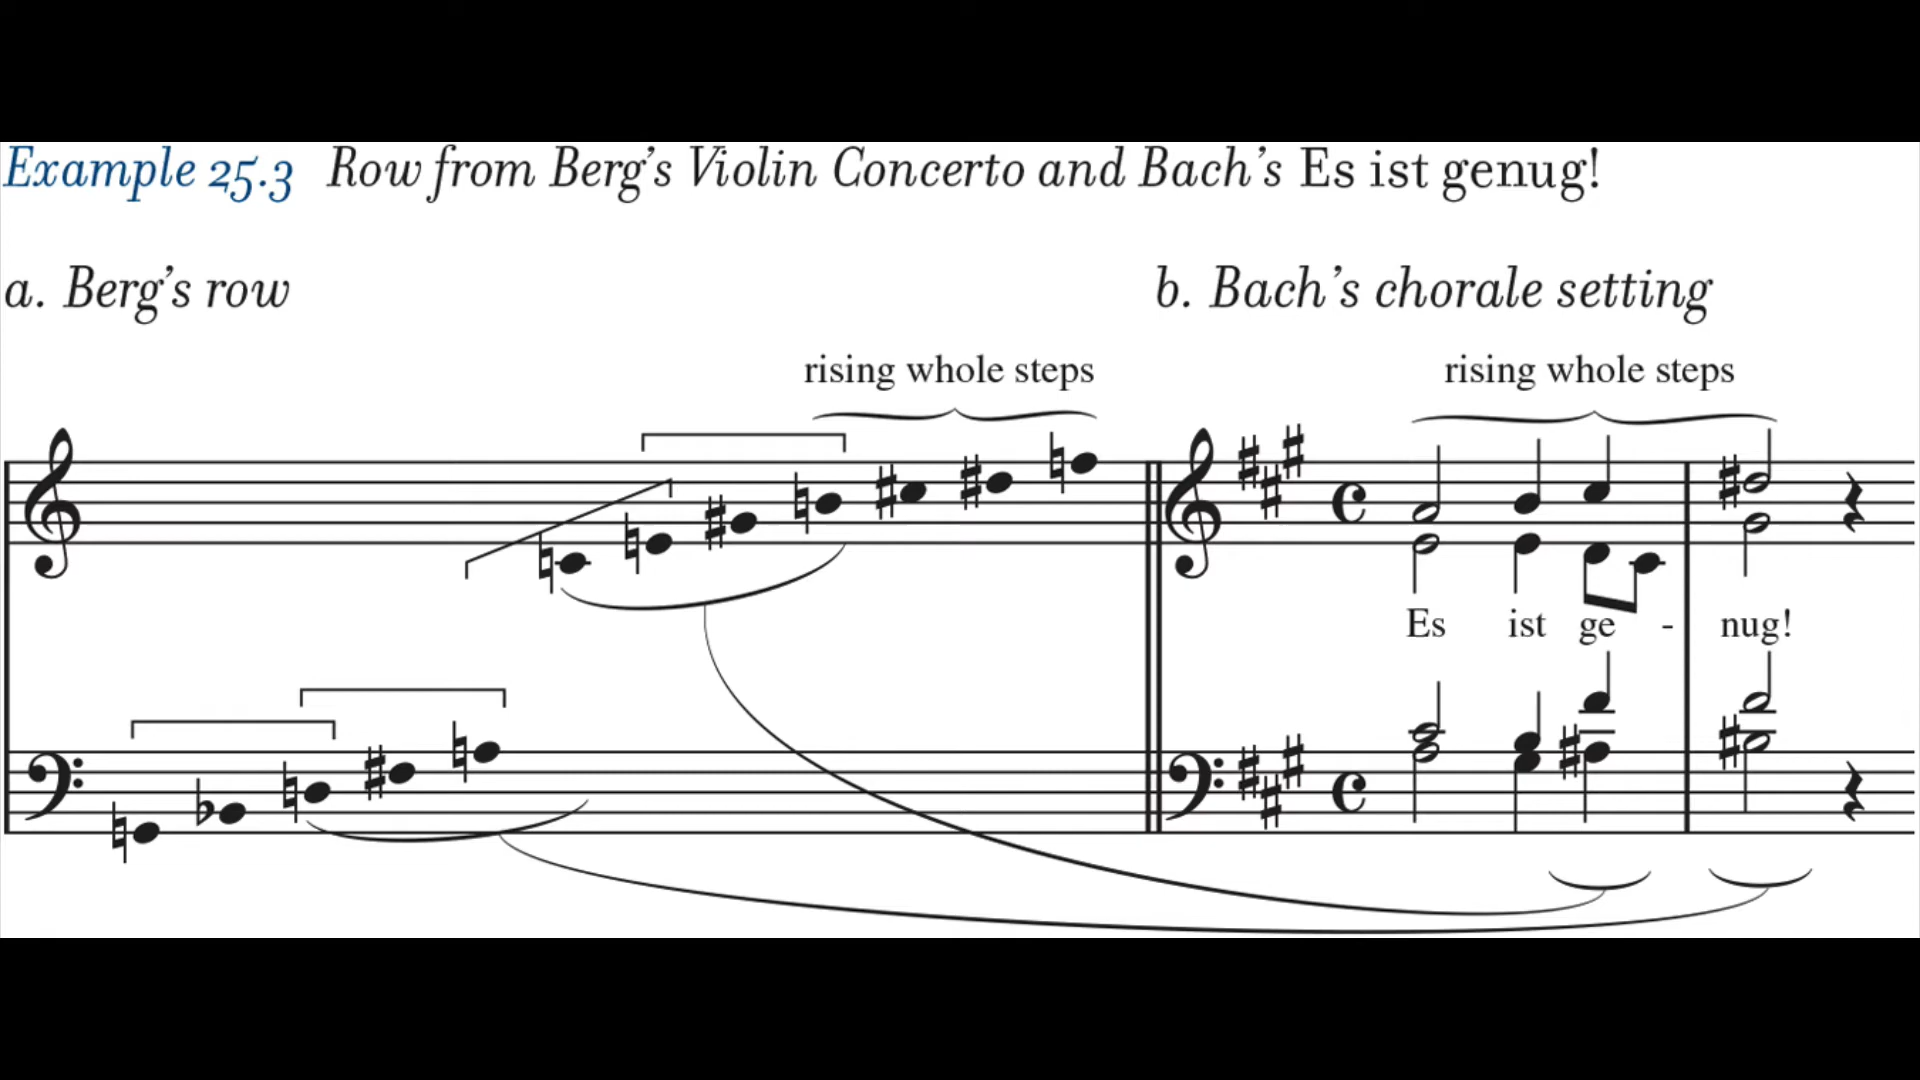 Example 25.3 Row from Berg’s Violin Concerto and Bach’s Es ist genug!
a. Berg’s row
b. Bach’s chorale setting
rising whole steps
rising whole steps
Es ist ge - nug!